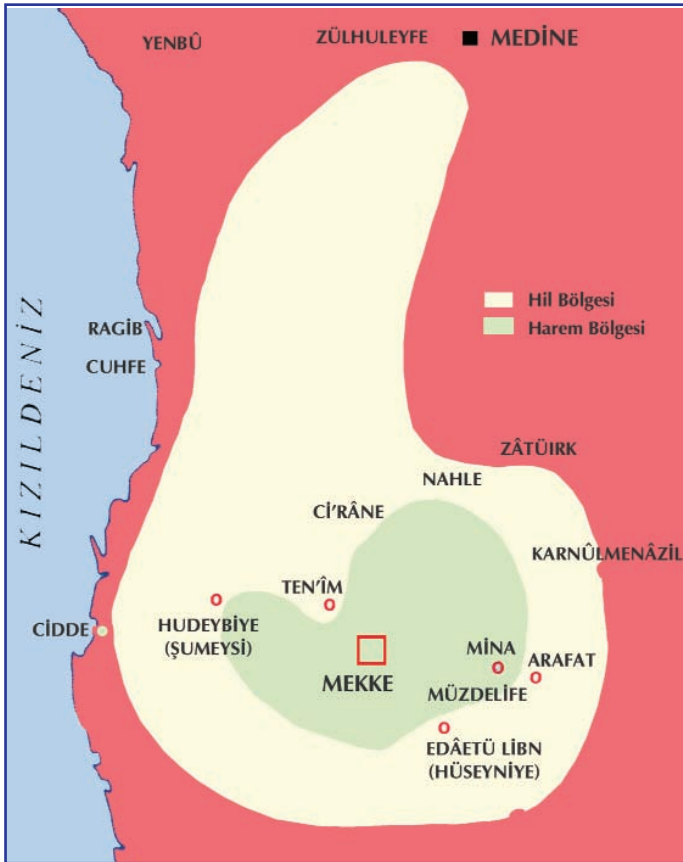 YENBÛ
ZÜLHULEYFE
MEDİNE
KIZILDENİZ
Hil Bölgesi
Harem Bölgesi
RAGİB
CUHFE
ZÂTÜIRK
NAHLE
Cİ'RÂNE
KARNÛLMENÂZİL
TEN'ÎM
CİDDE
HUDEYBİYE
(ŞUMEYSİ)
MİNA
ARAFAT
MEKKE
MÜZDELİFE
EDÂETÜ LİBN
(HÜSEYNİYE)